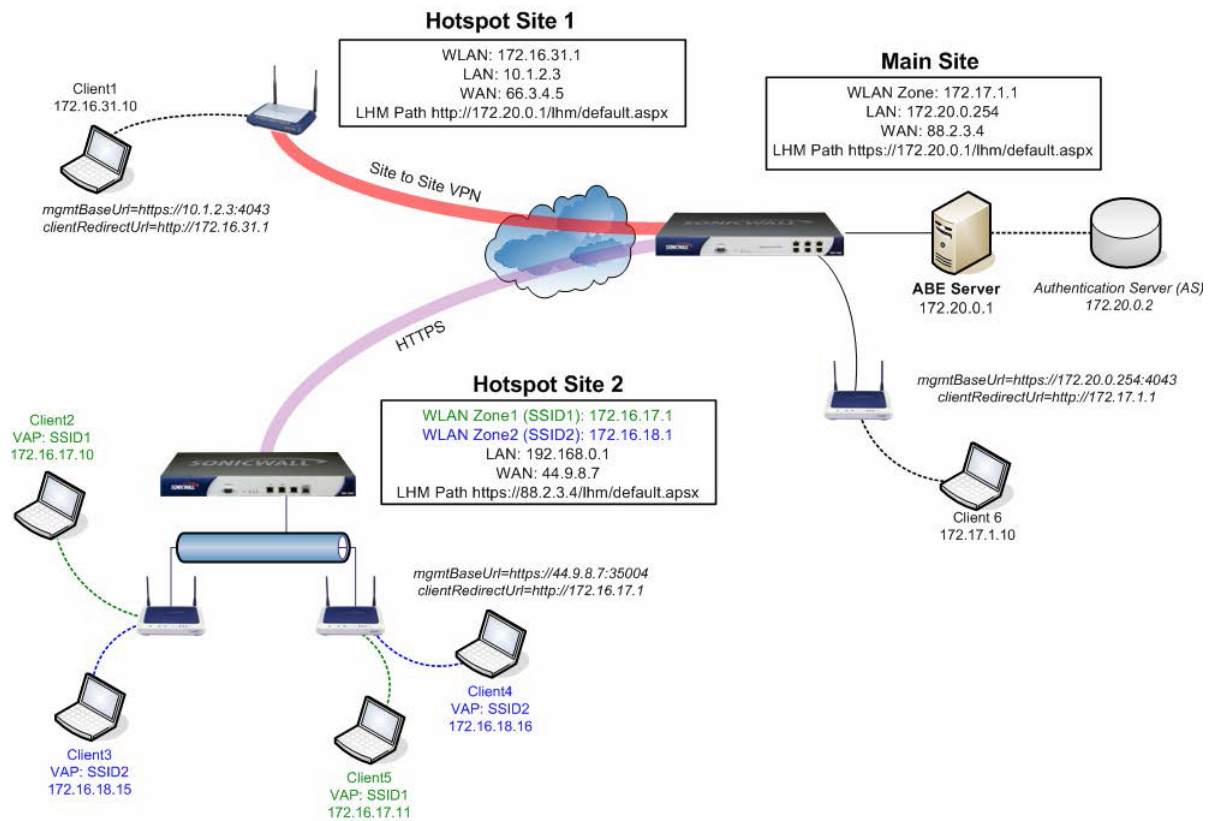 Hotspot Site 1
WLAN: 172.16.31.1
LAN: 10.1.2.3
WAN: 66.3.4.5
LHM Path http://172.20.0.1/lhm/default.aspx
Main Site
WLAN Zone: 172.17.1.1
LAN: 172.20.0.254
WAN: 88.2.3.4
LHM Path https://172.20.0.1/lhm/default.aspx
Client1
172.16.31.10
mgmtBaseUrl=https://10.1.2.3:4043
clientRedirectUrl=http://172.16.31.1
Site to Site VPN
SONICWALL
SONICWALL
ABE Server
172.20.0.1
Authentication Server (AS)
172.20.0.2
HTTPS
mgmtBaseUrl=https://172.20.0.254:4043
clientRedirectUrl=http://172.17.1.1
Client 6
172.17.1.10
Hotspot Site 2
WLAN Zone1 (SSID1): 172.16.17.1
WLAN Zone2 (SSID2): 172.16.18.1
LAN: 192.168.0.1
WAN: 44.9.8.7
LHM Path https://88.2.3.4/lhm/default.apsx
Client2
VAP: SSID1
172.16.17.10
SONICWALL
SONICWALL
mgmtBaseUrl=https://44.9.8.7:35004
clientRedirectUrl=http://172.16.17.1
Client4
VAP: SSID2
172.16.18.16
Client3
VAP: SSID2
172.16.18.15
Client5
VAP: SSID1
172.16.17.11